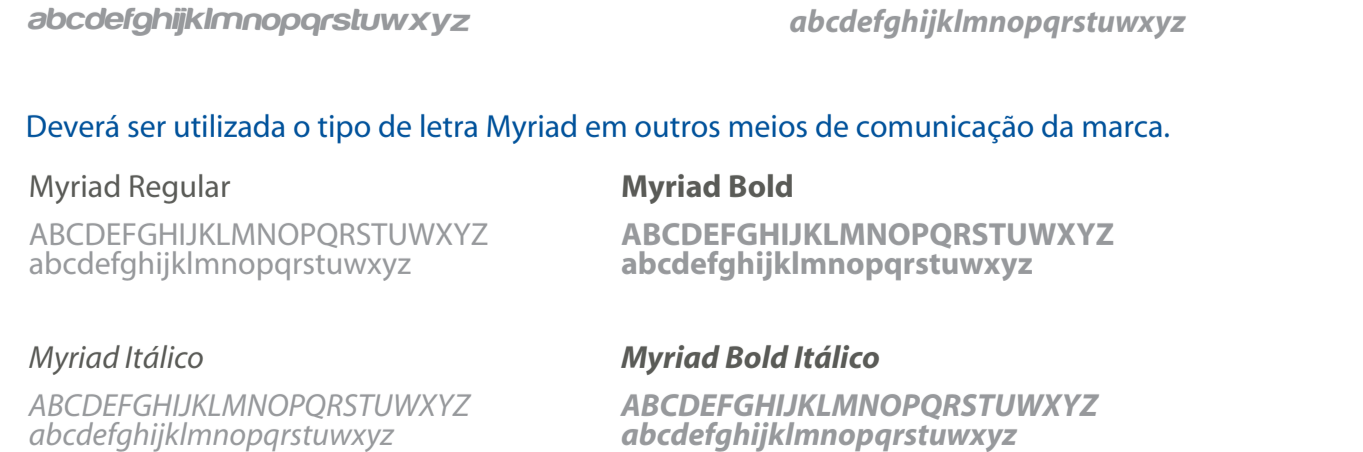 abcdefghijklmnopqrstuwxyz
abcdefghijklmnopqrstuwxyz
Deverá ser utilizada o tipo de letra Myriad em outros meios de comunicação da marca.
Myriad Regular
ABCDEFGHIJKLMNOPQRSTUWXYZ
abcdefghijklmnopqrstuwxyz
Myriad Bold
ABCDEFGHIJKLMNOPQRSTUWXYZ
abcdefghijklmnopqrstuwxyz
Myriad Itálico
ABCDEFGHIJKLMNOPQRSTUWXYZ
abcdefghijklmnopqrstuwxyz
Myriad Bold Itálico
ABCDEFGHIJKLMNOPQRSTUWXYZ
abcdefghijklmnopqrstuwxyz